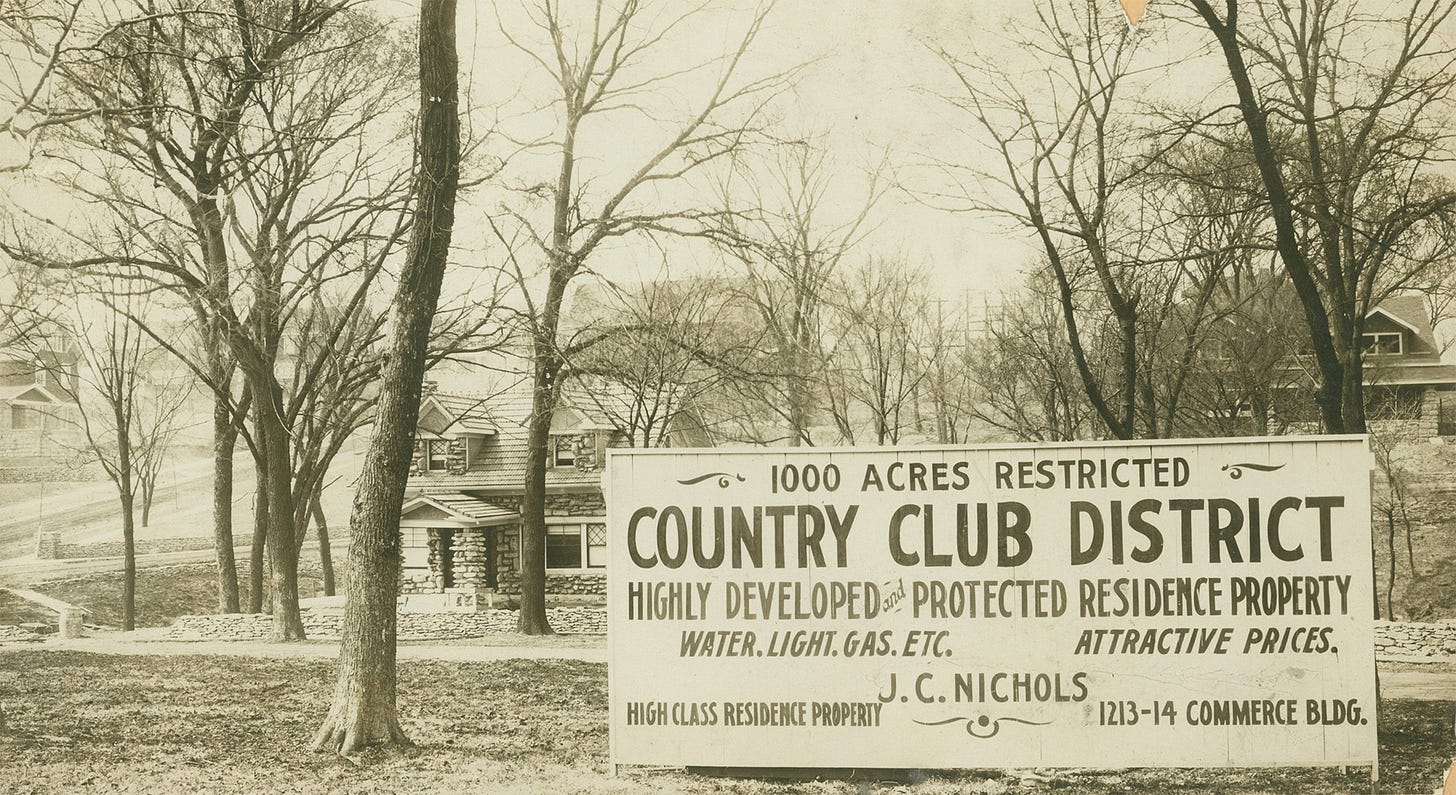 1000 ACRES RESTRICTED
COUNTRY CLUB DISTRICT
HIGHLY DEVELOPED and PROTECTED RESIDENCE PROPERTY
WATER. LIGHT. GAS. ETC. ATTRACTIVE PRICES.
J. C. NICHOLS
HIGH CLASS RESIDENCE PROPERTY 1213-14 COMMERCE BLDG.